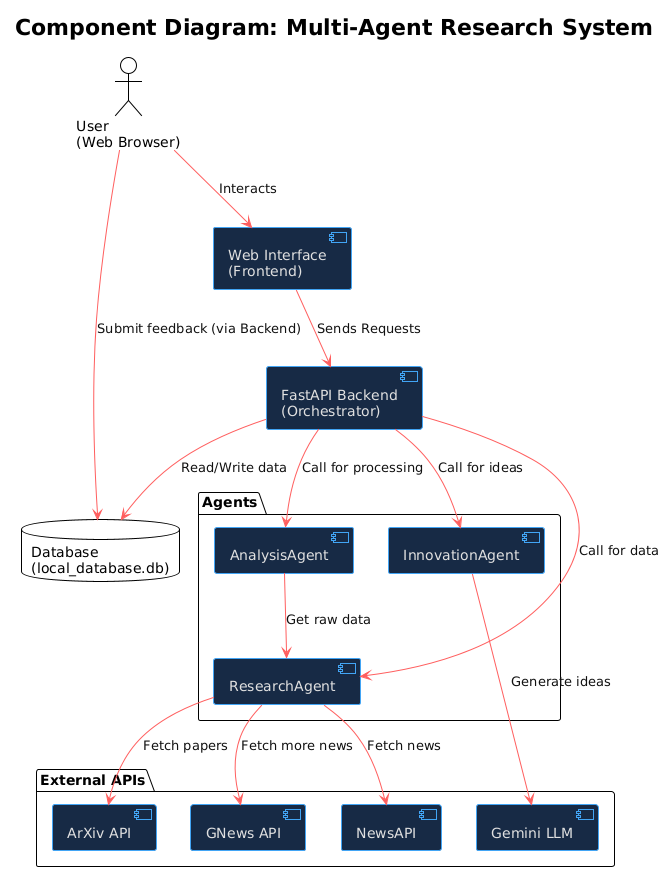 Component Diagram: Multi-Agent Research System
User
(Web Browser)
Interacts
Web Interface
(Frontend)
Submit feedback (via Backend)
Sends Requests
FastAPI Backend
(Orchestrator)
Read/Write data
Call for processing
Call for ideas
Agents
Database
(local_database.db)
AnalysisAgent
InnovationAgent
Call for data
Get raw data
ResearchAgent
Generate ideas
Fetch papers
Fetch more news
Fetch news
External APIs
ArXiv API
GNews API
NewsAPI
Gemini LLM